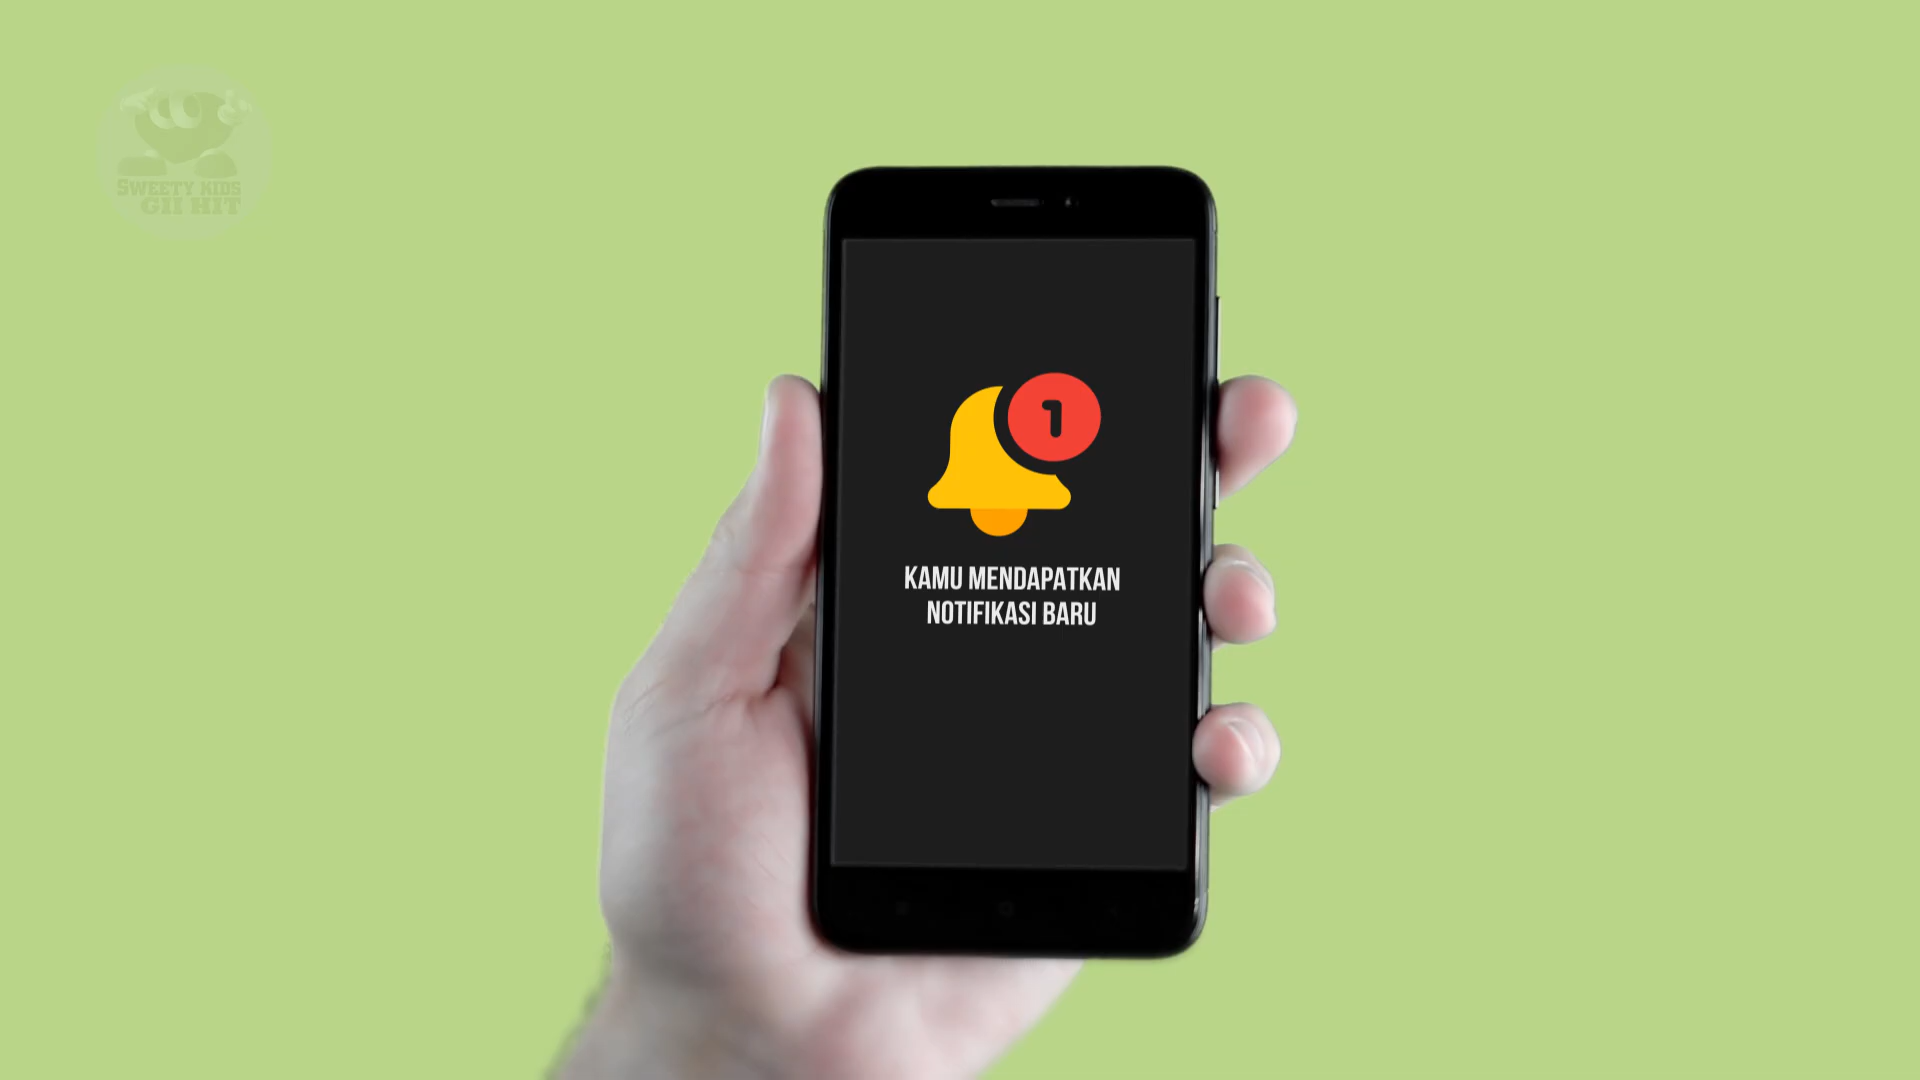 SWEETY KIDS
GII HIT
1
KAMU MENDAPATKAN
NOTIFIKASI BARU